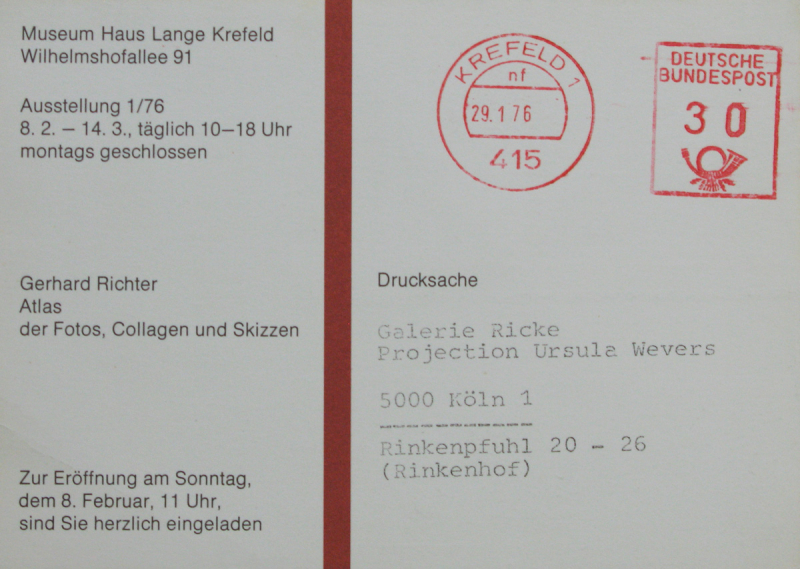 Museum Haus Lange Krefeld
Wilhelmshofallee 91
Ausstellung 1/76
8. 2. – 14. 3., täglich 10–18 Uhr
montags geschlossen
Gerhard Richter
Atlas
der Fotos, Collagen und Skizzen
Zur Eröffnung am Sonntag,
dem 8. Februar, 11 Uhr,
sind Sie herzlich eingeladen
KREFELD 1
nf
29.1 76
415
DEUTSCHE
BUNDESPOST
30
Drucksache
Galerie Ricke
Projection Ursula Wevers
5000 Köln 1
Rinkenpfuhl 20 – 26
(Rinkenhof)